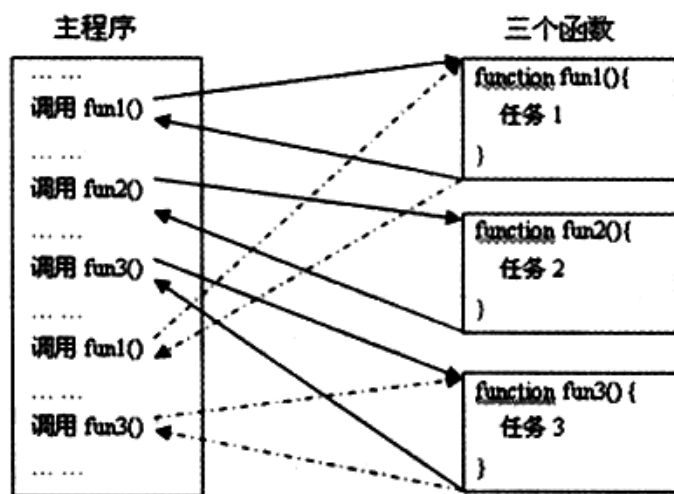 主程序
… …
调用 fun1()
… …
调用 fun2()
… …
调用 fun3()
… …
调用 fun1()
… …
调用 fun3()
… …
三个函数
function fun1(){
任务 1
}
function fun2(){
任务 2
}
function fun3() {
任务 3
}